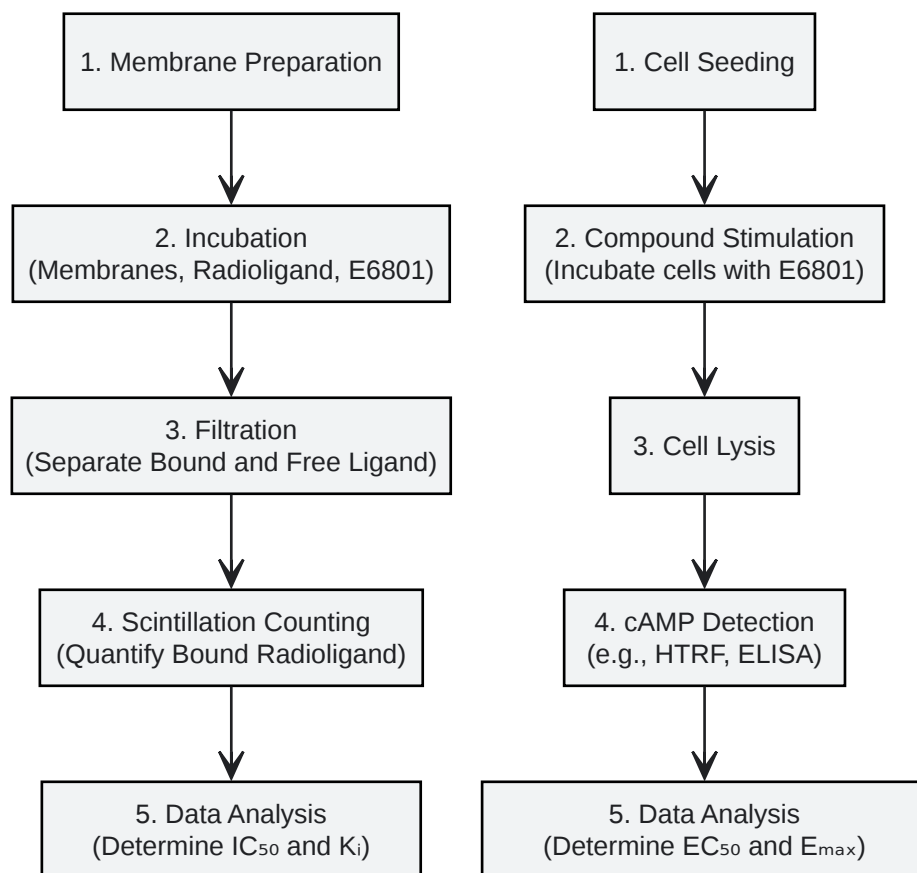 1. Membrane Preparation
2. Incubation
(Membranes, Radioligand, E6801)
3. Filtration
(Separate Bound and Free Ligand)
4. Scintillation Counting
(Quantify Bound Radioligand)
5. Data Analysis
(Determine IC₅₀ and Kᵢ)
1. Cell Seeding
2. Compound Stimulation
(Incubate cells with E6801)
3. Cell Lysis
4. cAMP Detection
(e.g., HTRF, ELISA)
5. Data Analysis
(Determine EC₅₀ and Eₘₐₓ)